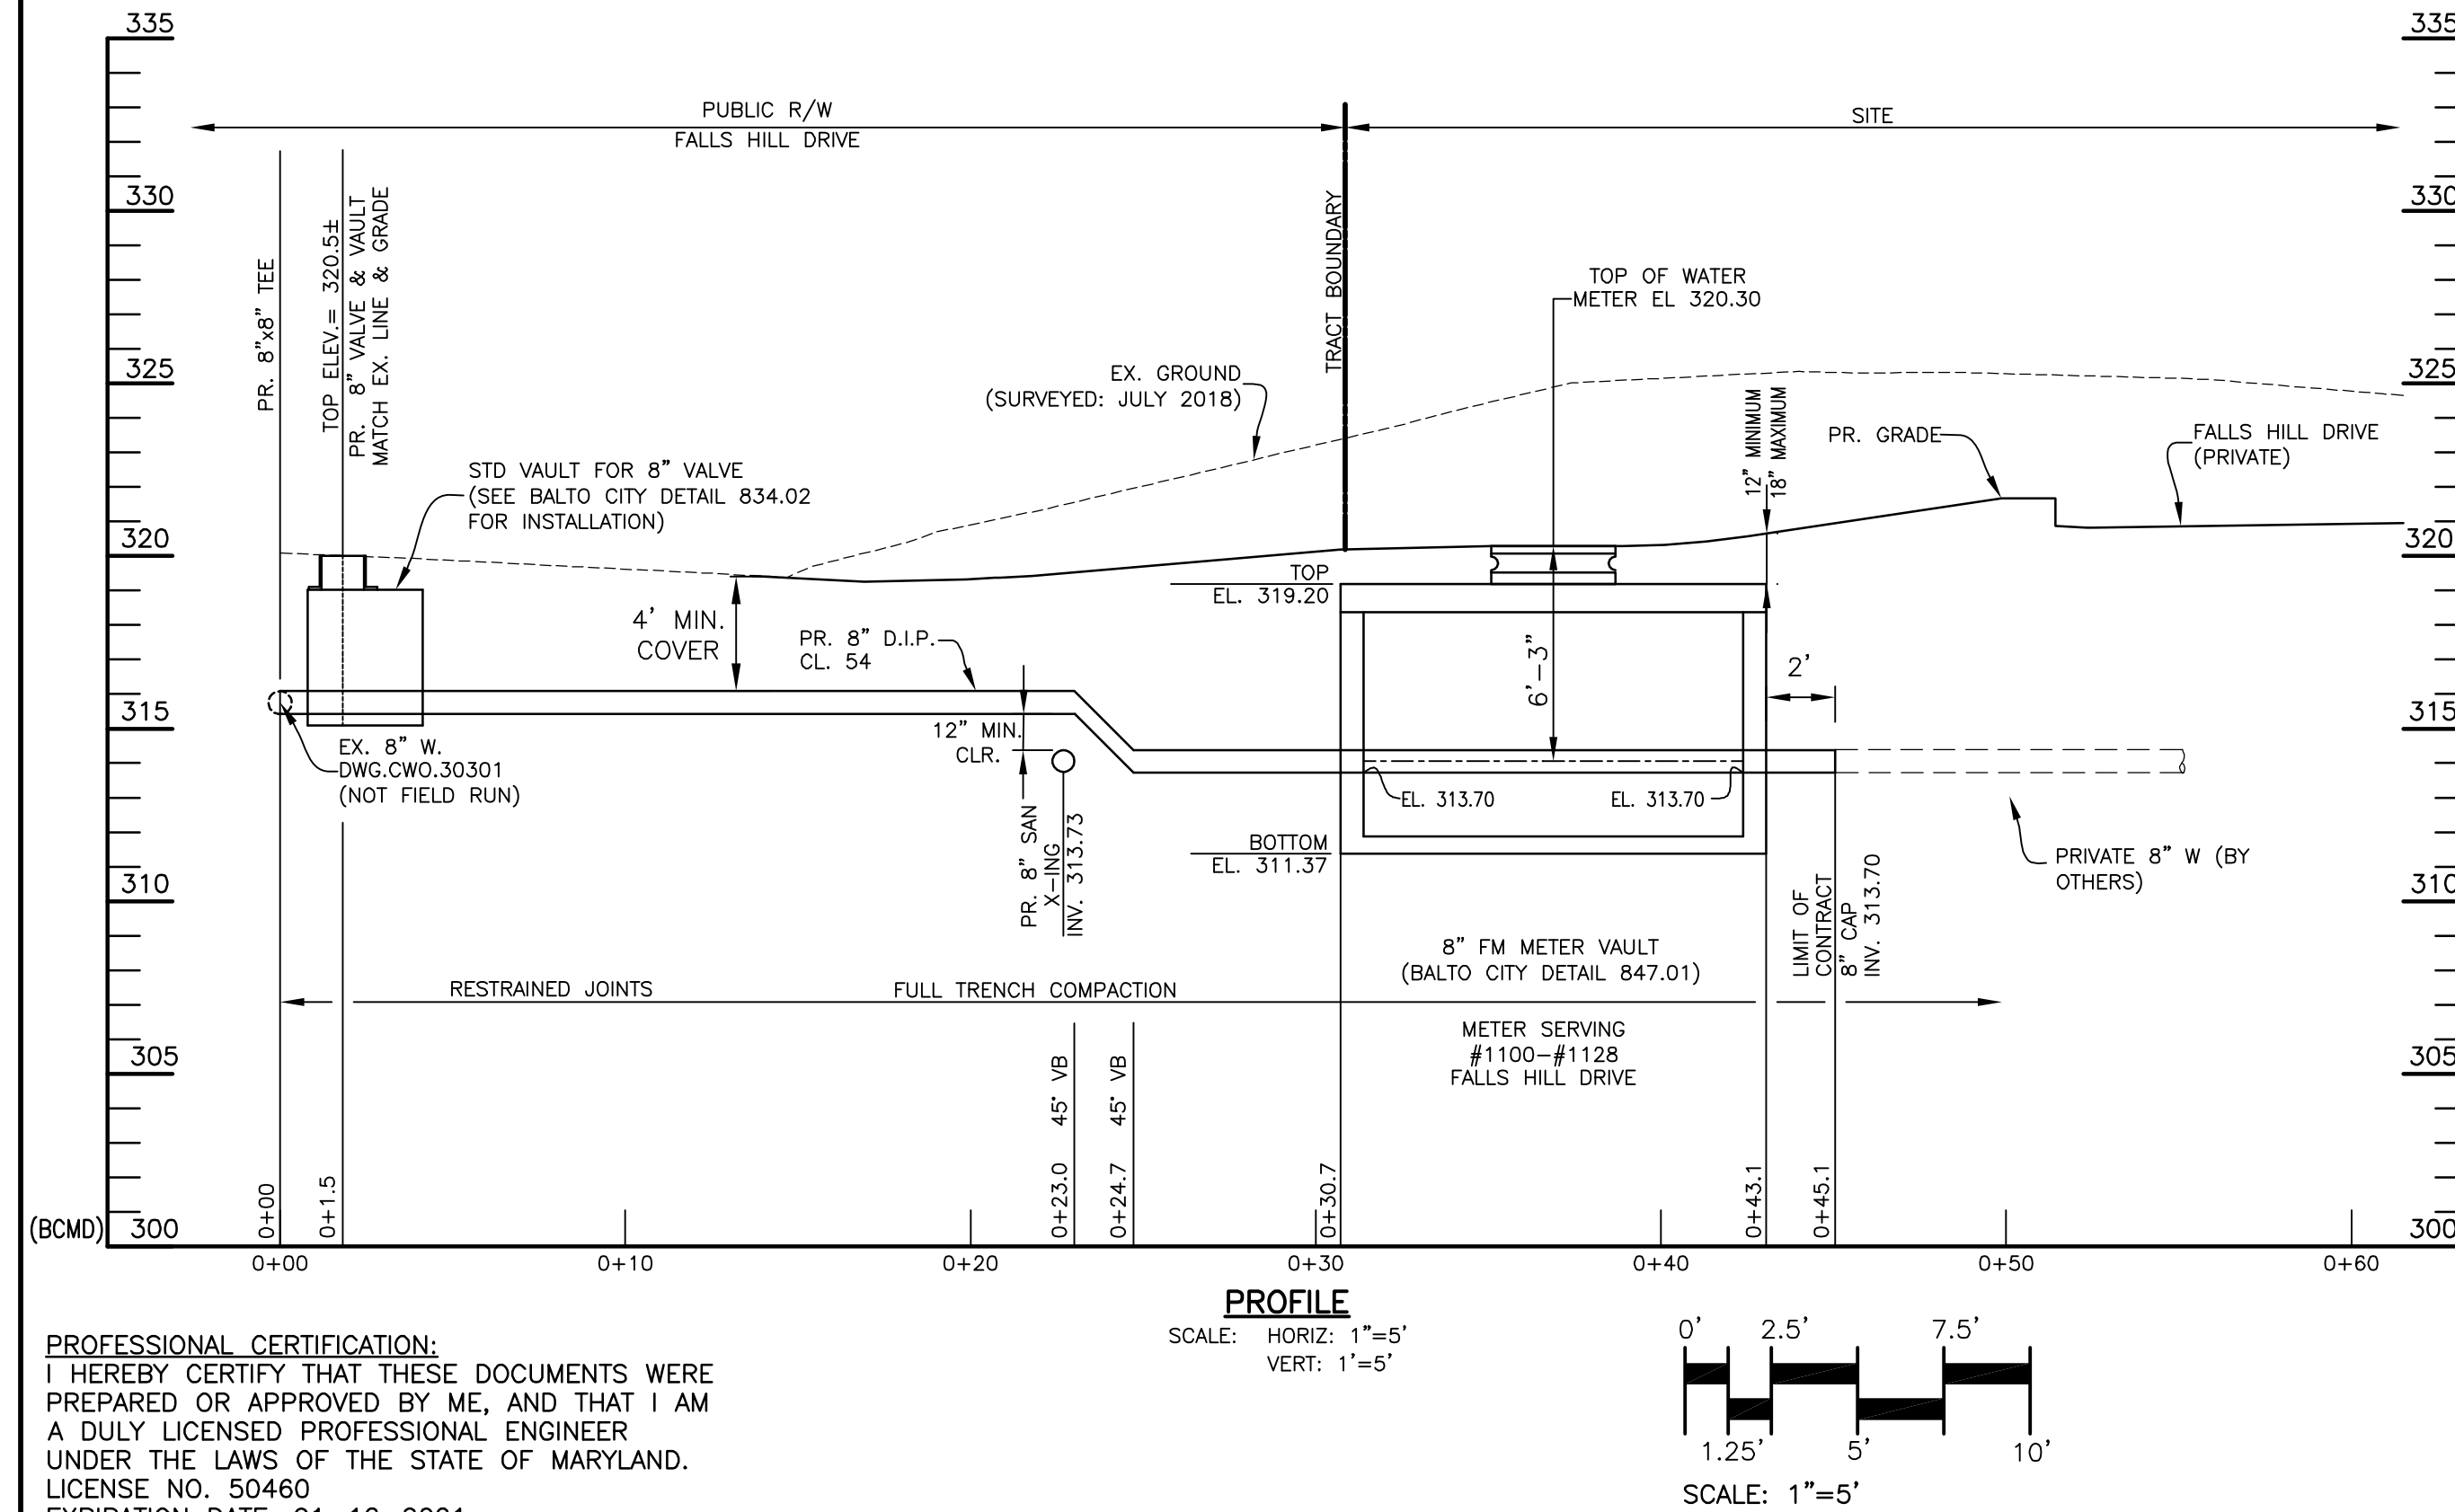 335
335
PUBLIC R/W
FALLS HILL DRIVE
SITE
330
330
PR. 8"x8" TEE
TOP ELEV.= 320.5±
PR. 8" VALVE & VAULT
MATCH EX. LINE & GRADE
TRACT BOUNDARY
TOP OF WATER
METER EL 320.30
325
325
EX. GROUND
(SURVEYED: JULY 2018)
12" MINIMUM
18" MAXIMUM
PR. GRADE
FALLS HILL DRIVE
(PRIVATE)
STD VAULT FOR 8" VALVE
(SEE BALTO CITY DETAIL 834.02
FOR INSTALLATION)
320
320
TOP
EL. 319.20
4' MIN.
COVER
PR. 8" D.I.P.
CL. 54
6'-3"
2'
315
315
12" MIN.
CLR.
EX. 8" W.
DWG.CWO.30301
(NOT FIELD RUN)
EL. 313.70
EL. 313.70
PR. 8" SAN
X-ING
INV. 313.73
BOTTOM
EL. 311.37
PRIVATE 8" W (BY
OTHERS)
310
310
LIMIT OF
CONTRACT
8" CAP
INV. 313.70
8" FM METER VAULT
(BALTO CITY DETAIL 847.01)
RESTRAINED JOINTS
FULL TRENCH COMPACTION
METER SERVING
#1100-#1128
FALLS HILL DRIVE
305
305
0+00
0+1.5
0+23.0 45° VB
0+24.7 45° VB
0+30.7
0+43.1
0+45.1
(BCMD) 300
300
0+00
0+10
0+20
0+30
0+40
0+50
0+60
PROFILE
SCALE: HORIZ: 1"=5'
VERT: 1'=5'
0'
2.5'
7.5'
1.25'
5'
10'
SCALE: 1"=5'
PROFESSIONAL CERTIFICATION:
I HEREBY CERTIFY THAT THESE DOCUMENTS WERE
PREPARED OR APPROVED BY ME, AND THAT I AM
A DULY LICENSED PROFESSIONAL ENGINEER
UNDER THE LAWS OF THE STATE OF MARYLAND.
LICENSE NO. 50460